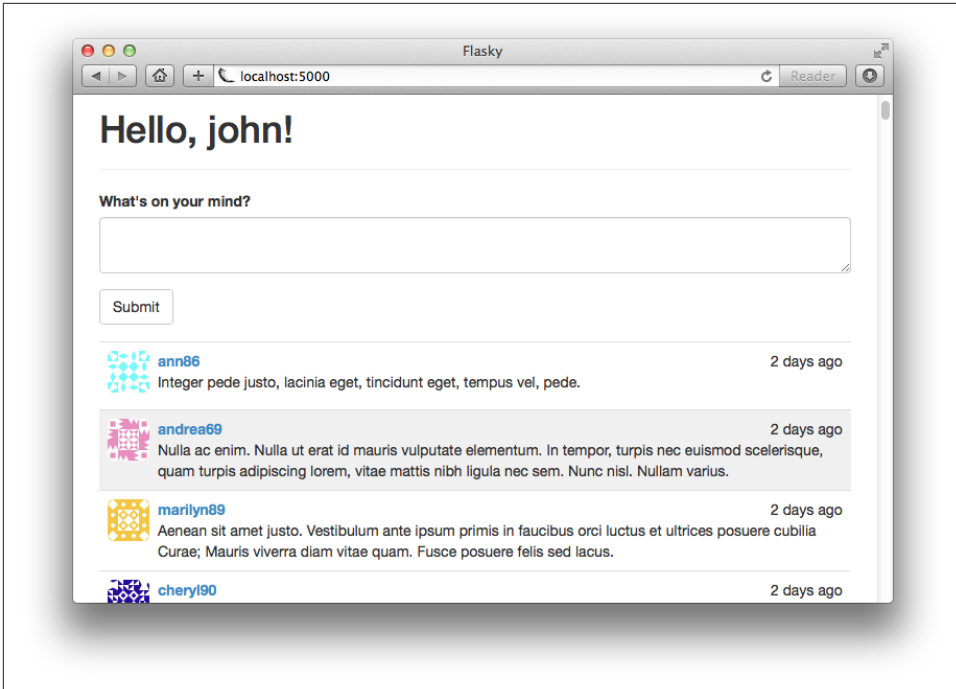 Flasky
localhost:5000
Reader
Hello, john!
What's on your mind?
Submit
ann86 2 days ago
Integer pede justo, lacinia eget, tincidunt eget, tempus vel, pede.
andrea69 2 days ago
Nulla ac enim. Nulla ut erat id mauris vulputate elementum. In tempor, turpis nec euismod scelerisque,
quam turpis adipiscing lorem, vitae mattis nibh ligula nec sem. Nunc nisl. Nullam varius.
marilyn89 2 days ago
Aenean sit amet justo. Vestibulum ante ipsum primis in faucibus orci luctus et ultrices posuere cubilia
Curae; Mauris viverra diam vitae quam. Fusce posuere felis sed lacus.
cheryl90 2 days ago